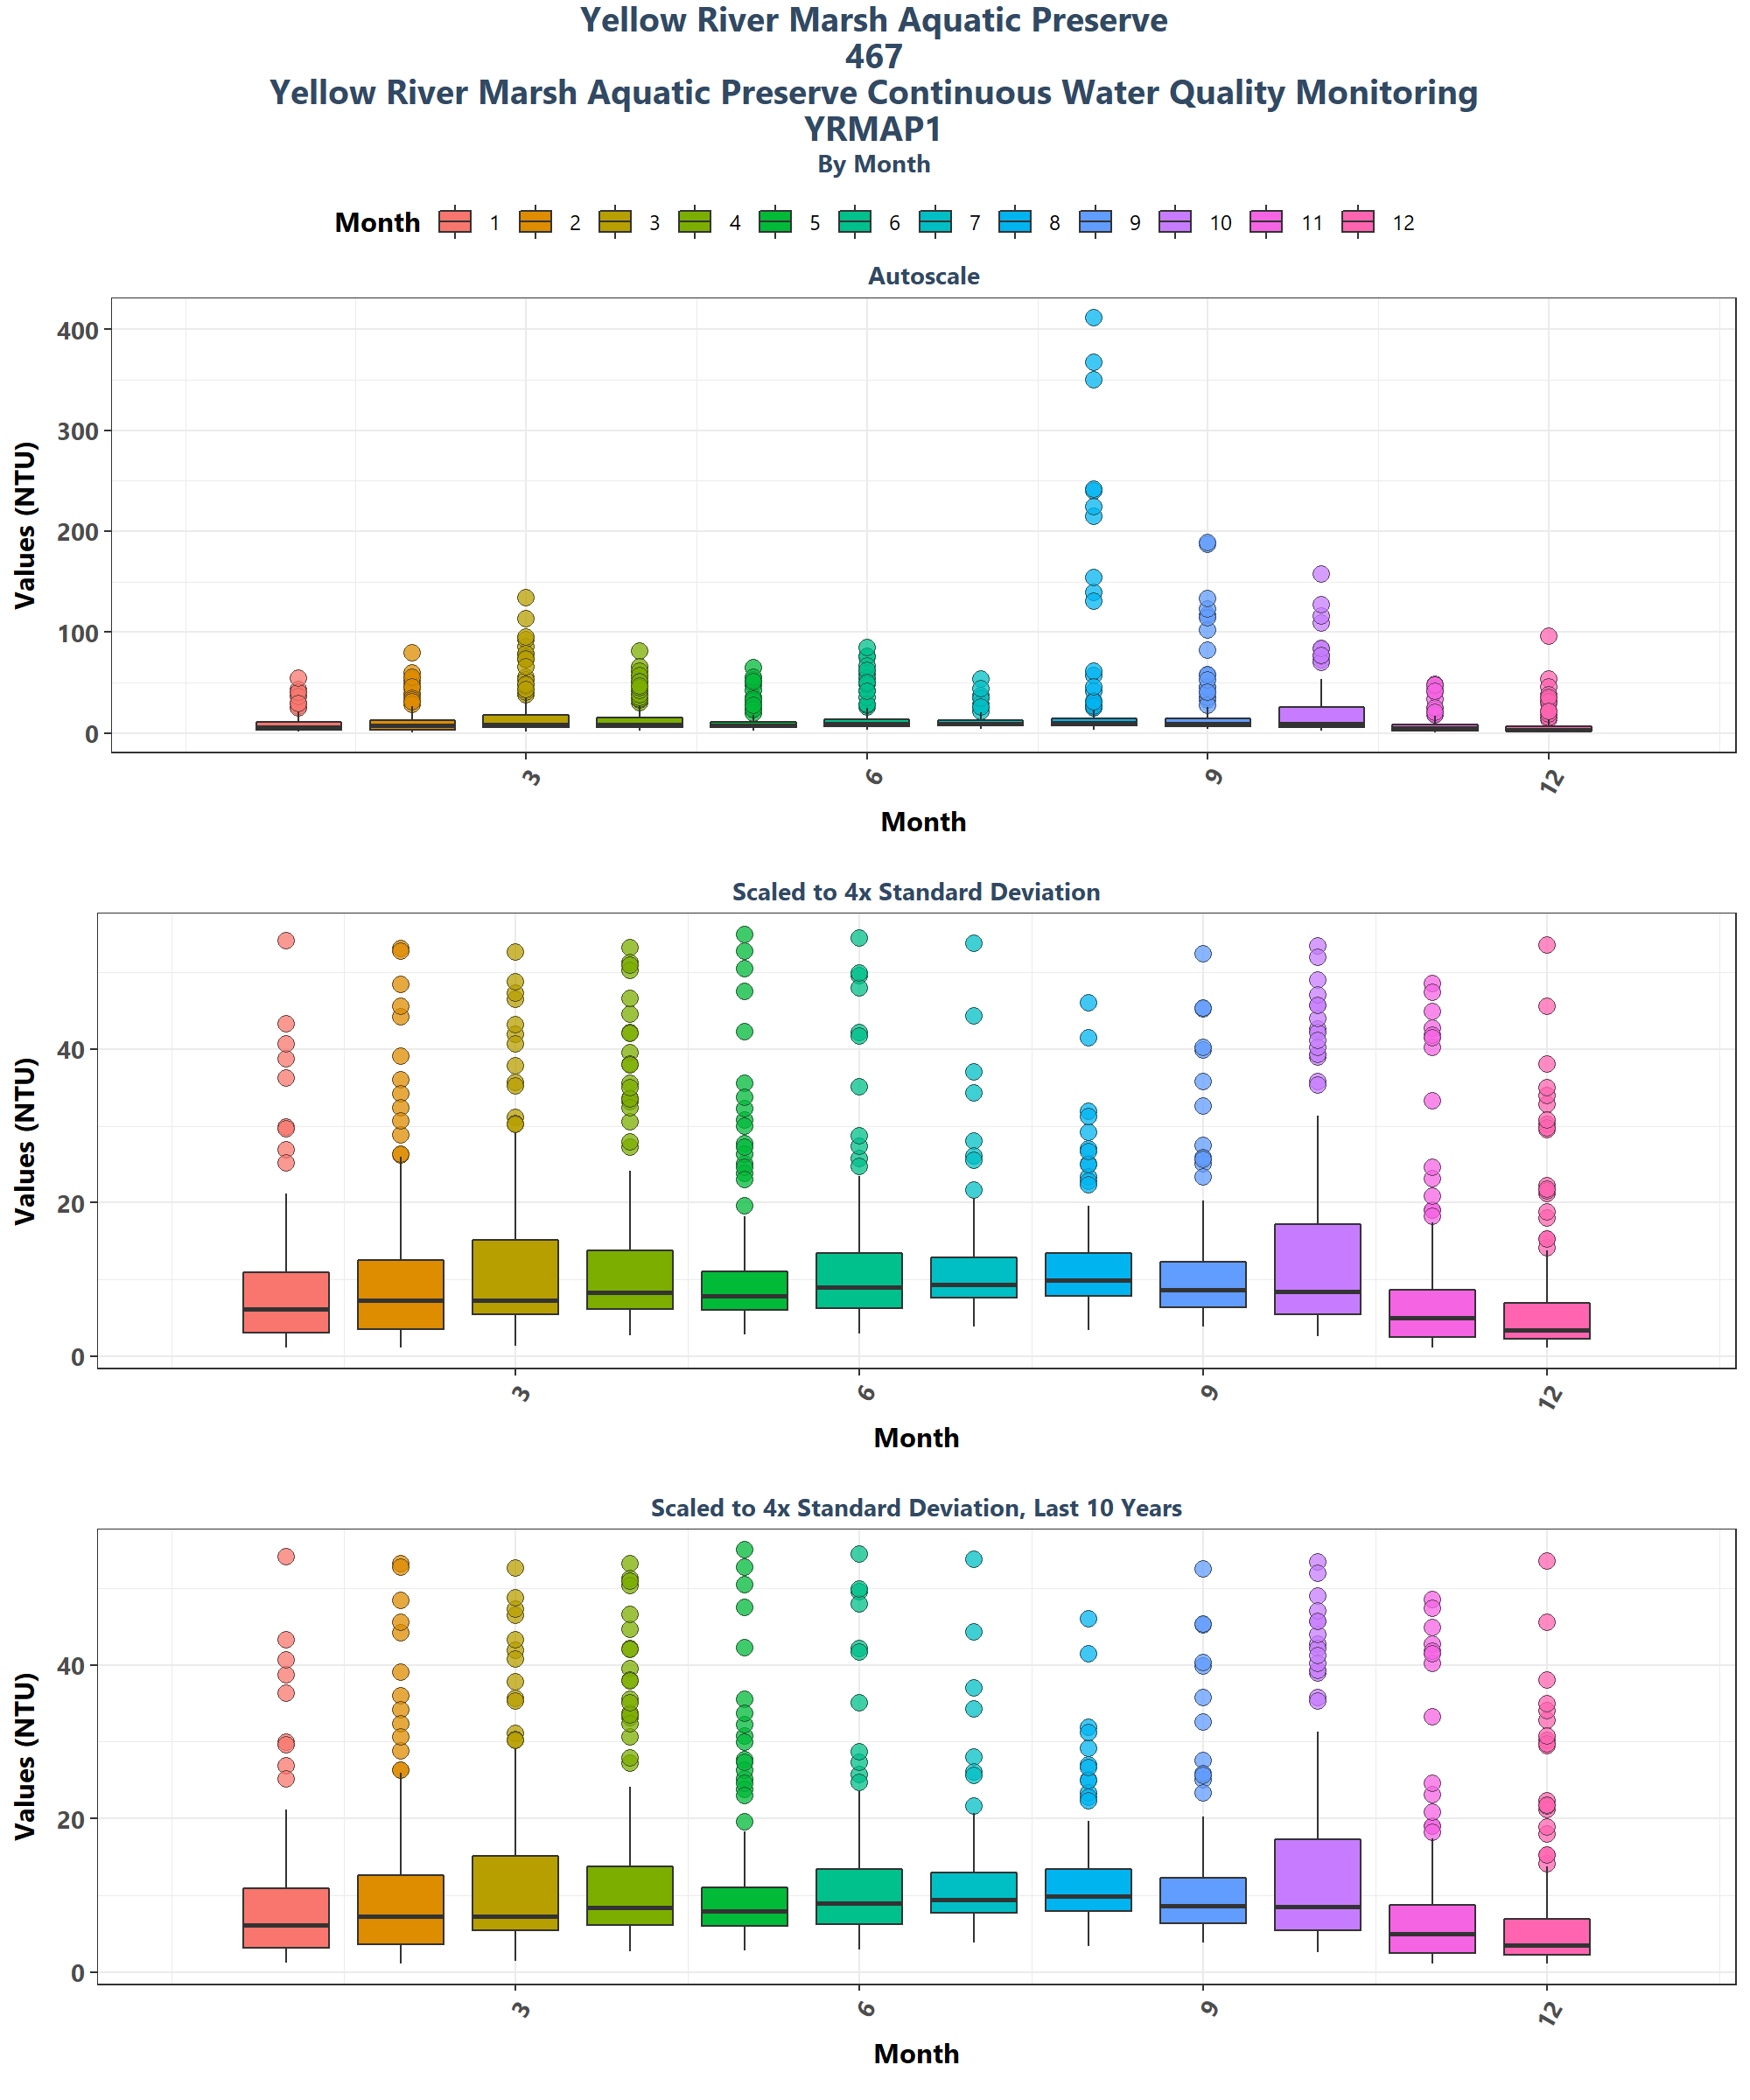 Yellow River Marsh Aquatic Preserve
467
Yellow River Marsh Aquatic Preserve Continuous Water Quality Monitoring
YRMAP1
By Month
Month 1 2 3 4 5 6 7 8 9 10 11 12
Autoscale
Values (NTU)
400
300
200
100
0
3 6 9 12
Month
Scaled to 4x Standard Deviation
Values (NTU)
40
20
0
3 6 9 12
Month
Scaled to 4x Standard Deviation, Last 10 Years
Values (NTU)
40
20
0
3 6 9 12
Month